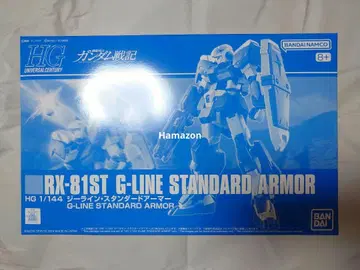 HG
UNIVERSAL CENTURY
ガンダム戦記
BANDAI NAMCO
8+
Hamazon
RX-81ST G-LINE STANDARD ARMOR
HG 1/144 ジーライン・スタンダードアーマー
G-LINE STANDARD ARMOR
BAN
DAI